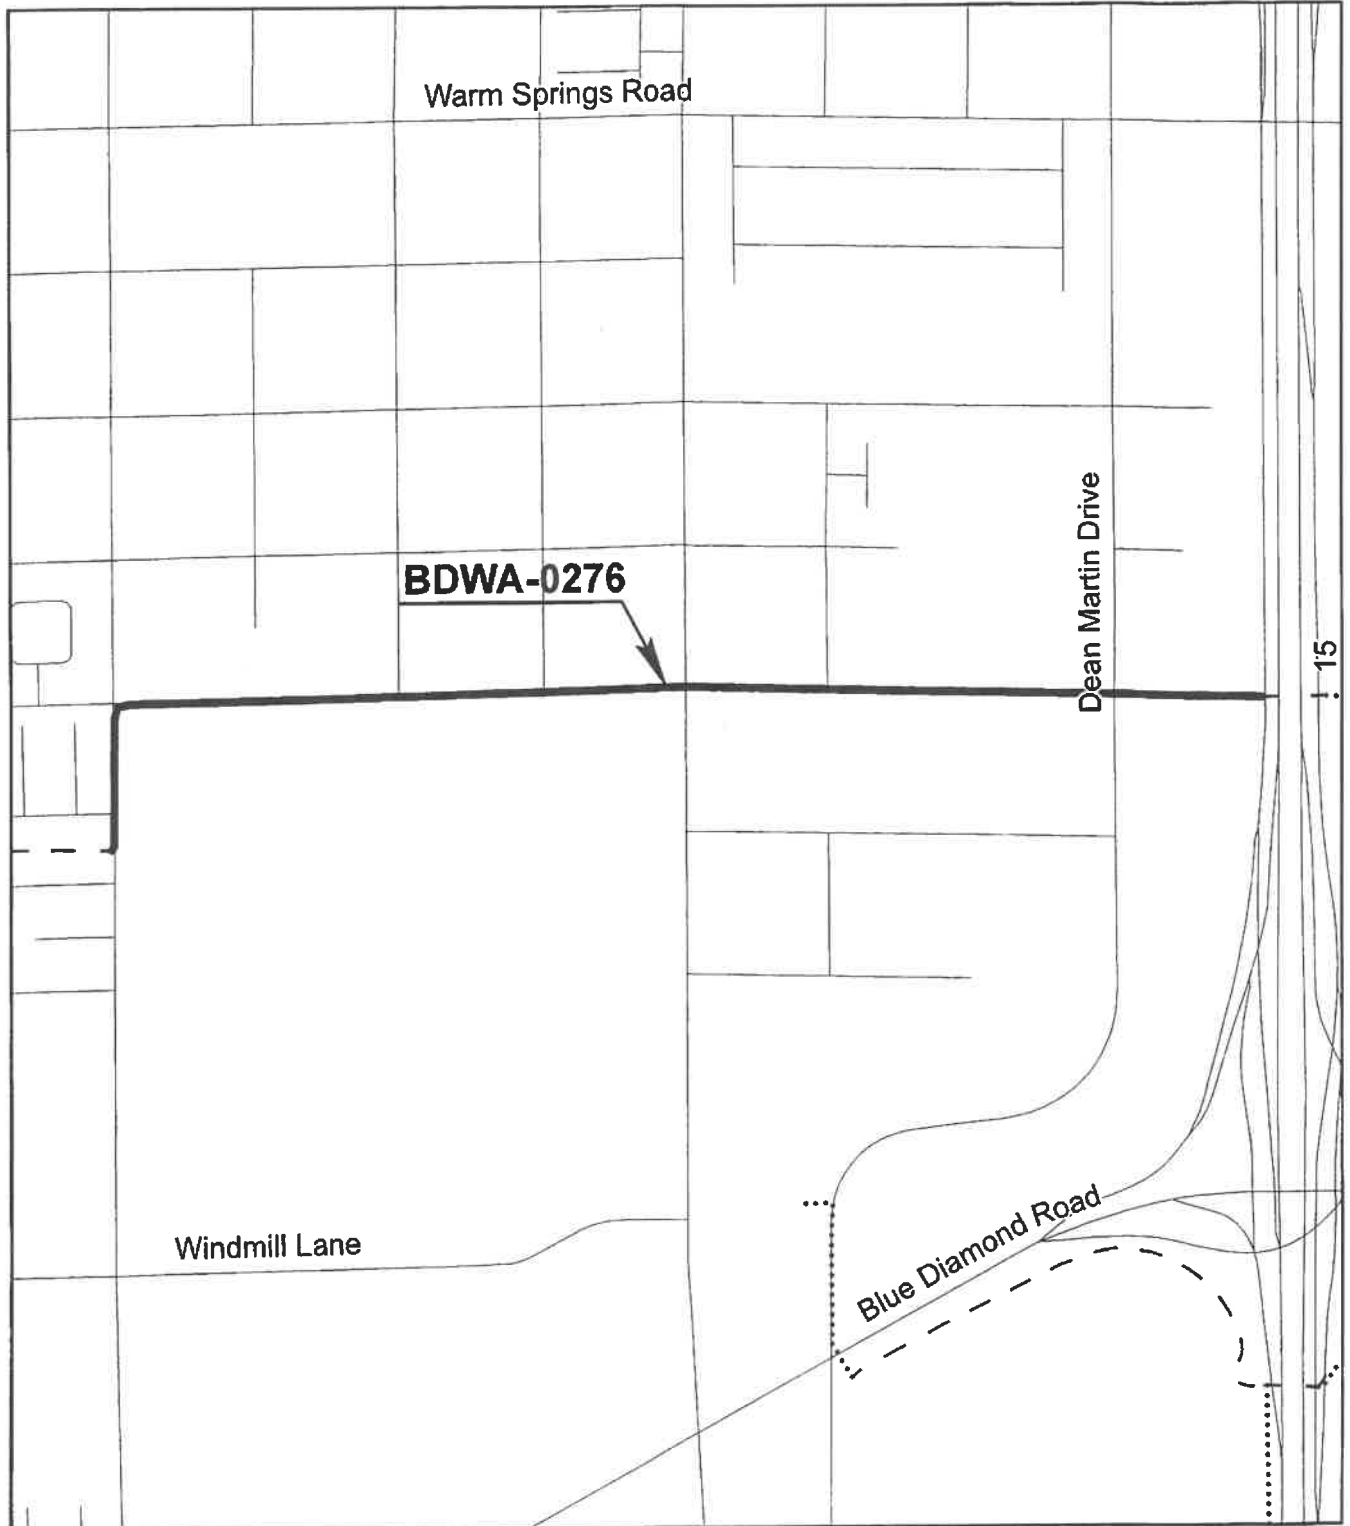 Warm Springs Road
BDWA-0276
Dean Martin Drive
15
Windmill Lane
Blue Diamond Road